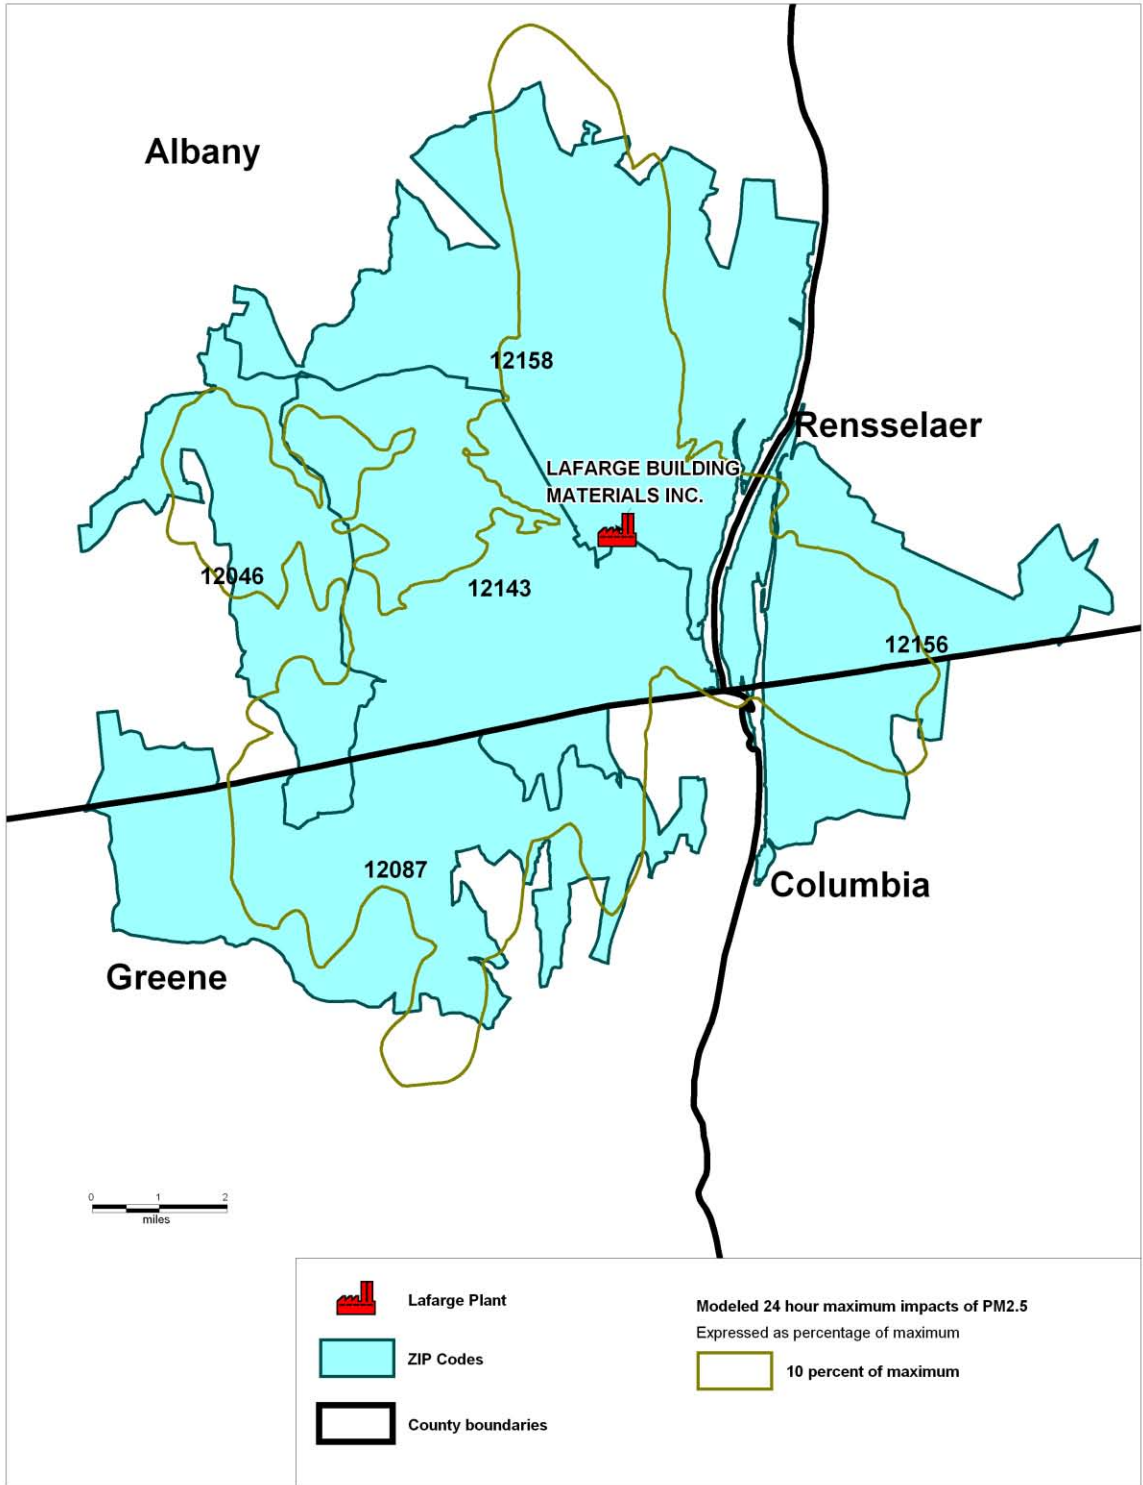 Albany
12158
Rensselaer
LAFARGE BUILDING
MATERIALS INC.
12046
12143
12156
12087
Columbia
Greene
0 1 2
miles
Lafarge Plant
ZIP Codes
County boundaries
Modeled 24 hour maximum impacts of PM2.5
Expressed as percentage of maximum
10 percent of maximum